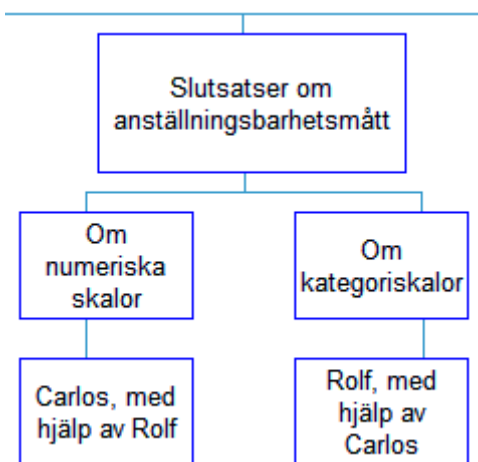 Slutsatser om
anställningsbarhetsmått
Om
numeriska
skalor
Om
kategoriskalor
Carlos, med
hjälp av Rolf
Rolf, med
hjälp av
Carlos